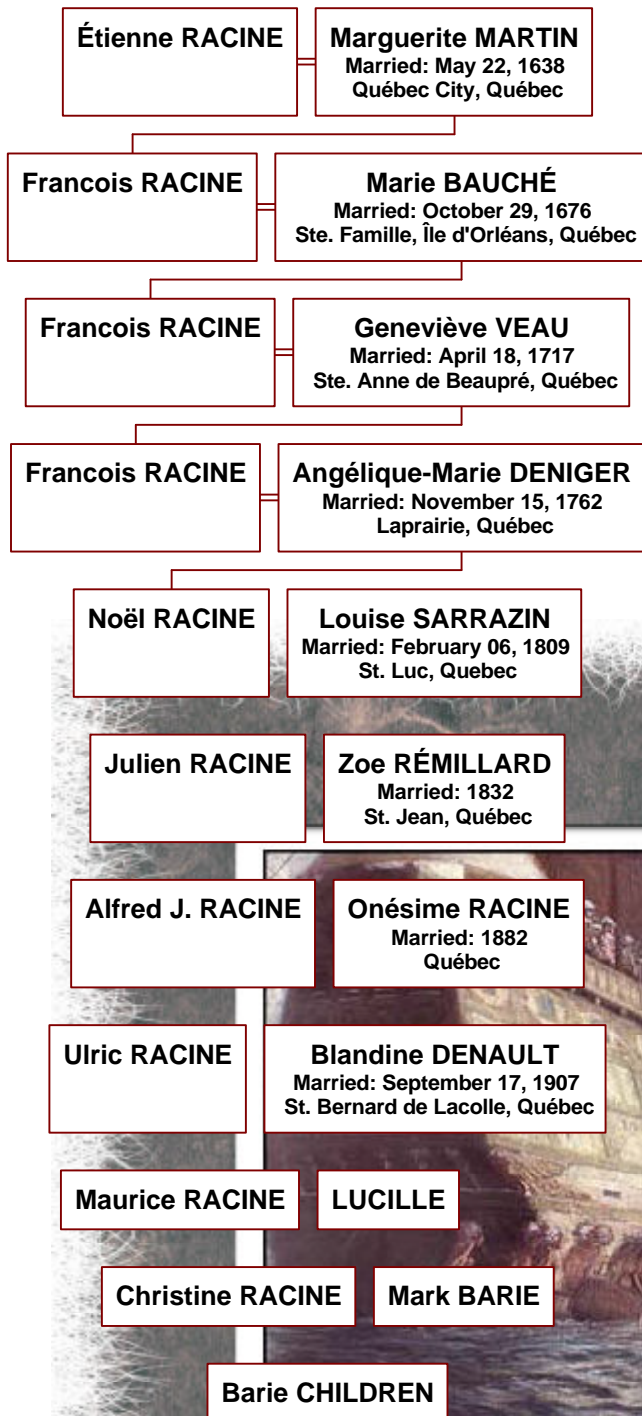 Étienne RACINE
Marguerite MARTIN
Married: May 22, 1638
Québec City, Québec
Francois RACINE
Marie BAUCHÉ
Married: October 29, 1676
Ste. Famille, Île d'Orléans, Québec
Francois RACINE
Geneviève VEAU
Married: April 18, 1717
Ste. Anne de Beaupré, Québec
Francois RACINE
Angélique-Marie DENIGER
Married: November 15, 1762
Laprairie, Québec
Noël RACINE
Louise SARRAZIN
Married: February 06, 1809
St. Luc, Quebec
Julien RACINE
Zoe RÉMILLARD
Married: 1832
St. Jean, Québec
Alfred J. RACINE
Onésime RACINE
Married: 1882
Québec
Ulric RACINE
Blandine DENAULT
Married: September 17, 1907
St. Bernard de Lacolle, Québec
Maurice RACINE
LUCILLE
Christine RACINE
Mark BARIE
Barie CHILDREN